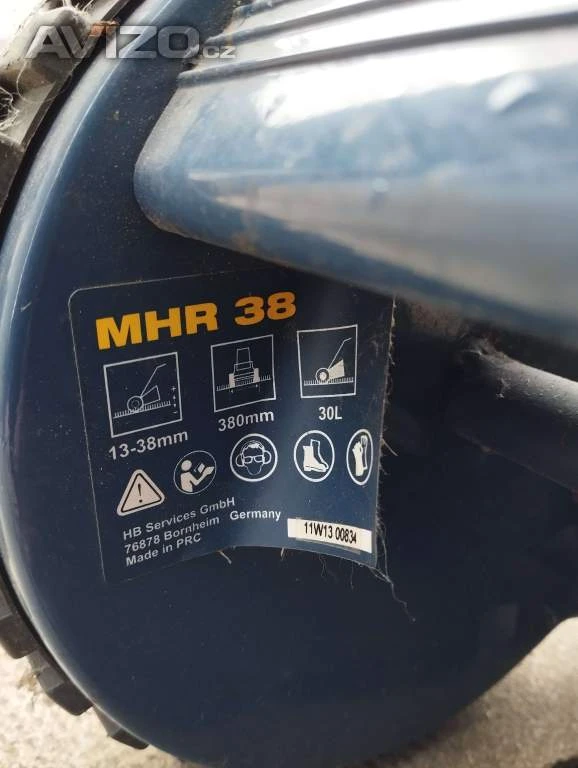 AVIZO.cz
MHR 38
13-38mm
380mm
30L
HB Services GmbH
76878 Bornheim Germany
Made in PRC
11W13 00834